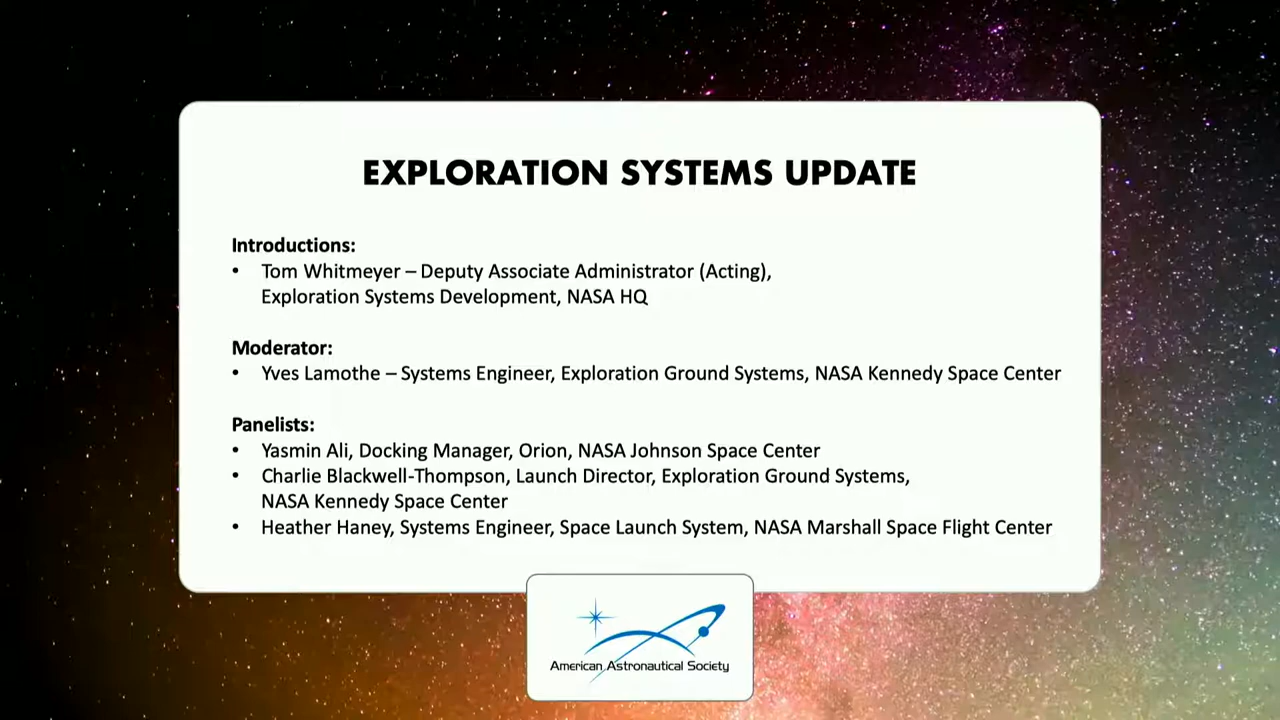 EXPLORATION SYSTEMS UPDATE
Introductions:
• Tom Whitmeyer – Deputy Associate Administrator (Acting),
Exploration Systems Development, NASA HQ
Moderator:
• Yves Lamothe – Systems Engineer, Exploration Ground Systems, NASA Kennedy Space Center
Panelists:
• Yasmin Ali, Docking Manager, Orion, NASA Johnson Space Center
• Charlie Blackwell-Thompson, Launch Director, Exploration Ground Systems,
NASA Kennedy Space Center
• Heather Haney, Systems Engineer, Space Launch System, NASA Marshall Space Flight Center
American Astronautical Society